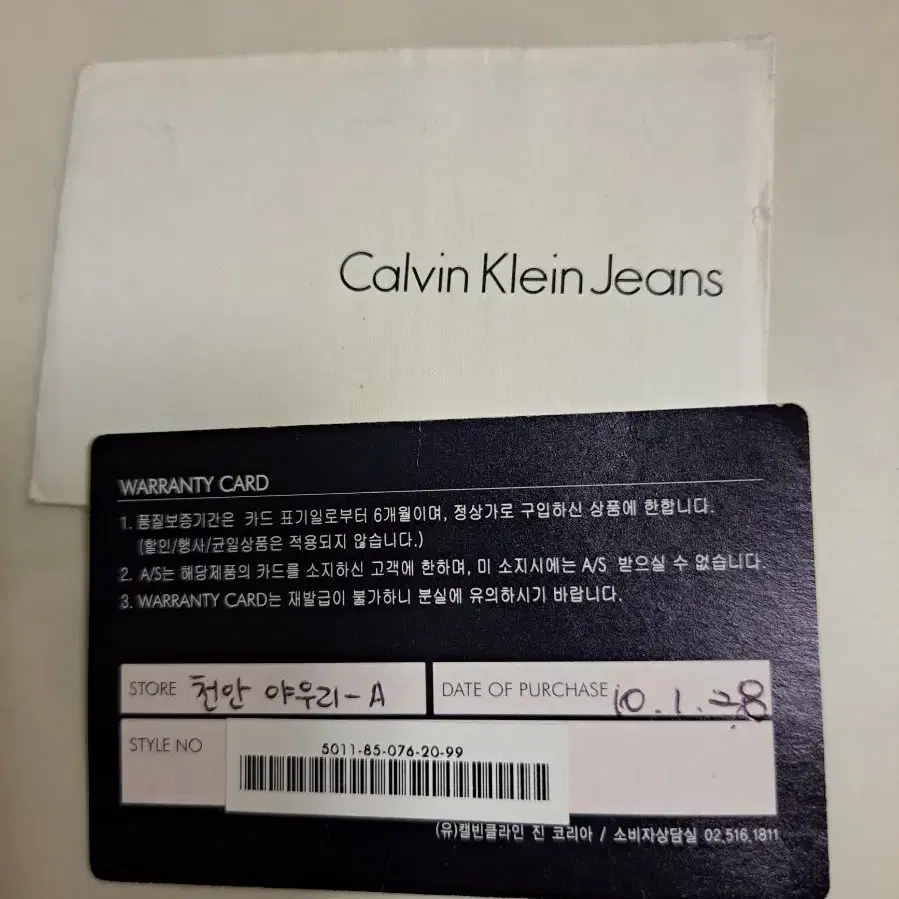 Calvin Klein Jeans
WARRANTY CARD
1. 품질보증기간은 카드 표기일로부터 6개월이며, 정상가로 구입하신 상품에 한합니다.
(할인/행사/균일상품은 적용되지 않습니다.)
2. A/S는 해당제품의 카드를 소지하신 고객에 한하며, 미 소지시에는 A/S 받으실 수 없습니다.
3. WARRANTY CARD는 재발급이 불가하니 분실에 유의하시기 바랍니다.
STORE 천안 야우리-A DATE OF PURCHASE 10.1.28
STYLE NO 5011-85-076-20-99
(유)캘빈클라인 진 코리아 / 소비자상담실 02.516.1811